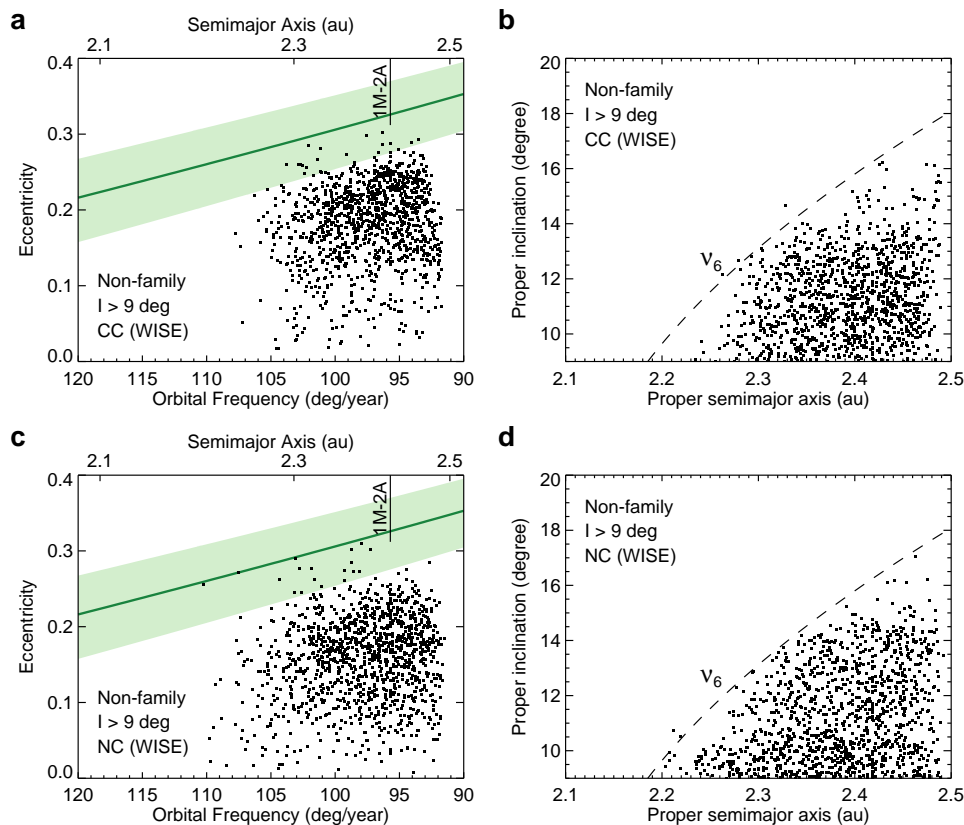 a
Semimajor Axis (au)
2.1 2.3 2.5
0.4
0.3
0.2
0.1
0.0
Eccentricity
1M-2A
Non-family
I > 9 deg
CC (WISE)
120 115 110 105 100 95 90
Orbital Frequency (deg/year)
b
20
18
16
14
12
10
Proper inclination (degree)
Non-family
I > 9 deg
CC (WISE)
ν6
2.1 2.2 2.3 2.4 2.5
Proper semimajor axis (au)
c
Semimajor Axis (au)
2.1 2.3 2.5
0.4
0.3
0.2
0.1
0.0
Eccentricity
1M-2A
Non-family
I > 9 deg
NC (WISE)
120 115 110 105 100 95 90
Orbital Frequency (deg/year)
d
20
18
16
14
12
10
Proper inclination (degree)
Non-family
I > 9 deg
NC (WISE)
ν6
2.1 2.2 2.3 2.4 2.5
Proper semimajor axis (au)